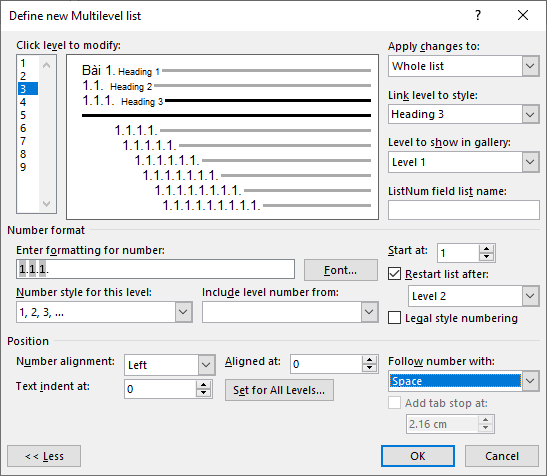 Define new Multilevel list
Click level to modify:
1
2
3
4
5
6
7
8
9
Bài 1. Heading 1
1.1. Heading 2
1.1.1. Heading 3
1.1.1.1.
1.1.1.1.1.
1.1.1.1.1.1.
1.1.1.1.1.1.1.
1.1.1.1.1.1.1.1.
1.1.1.1.1.1.1.1.1.
Apply changes to:
Whole list
Link level to style:
Heading 3
Level to show in gallery:
Level 1
ListNum field list name:
Number format
Enter formatting for number:
1.1.1.
Font...
Number style for this level:
1, 2, 3, ...
Include level number from:
Start at: 1
Restart list after:
Level 2
Legal style numbering
Position
Number alignment: Left
Aligned at: 0
Text indent at: 0
Set for All Levels...
Follow number with:
Space
Add tab stop at:
2.16 cm
<< Less
OK
Cancel